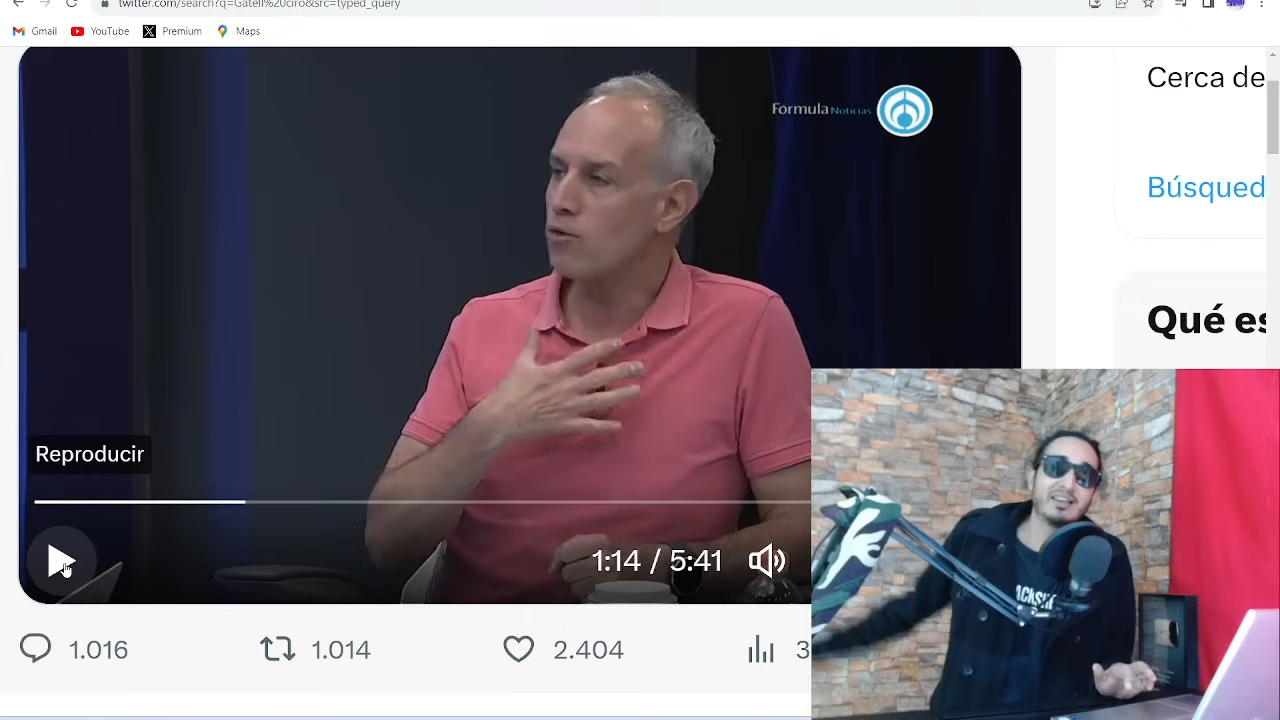 twitter.com/search?q=Gatell%20ciro&src=typed_query
Gmail
YouTube
Premium
Maps
Fórmula Noticias
Cerca de
Búsqued
Qué es
Reproducir
1:14 / 5:41
1.016
1.014
2.404
3